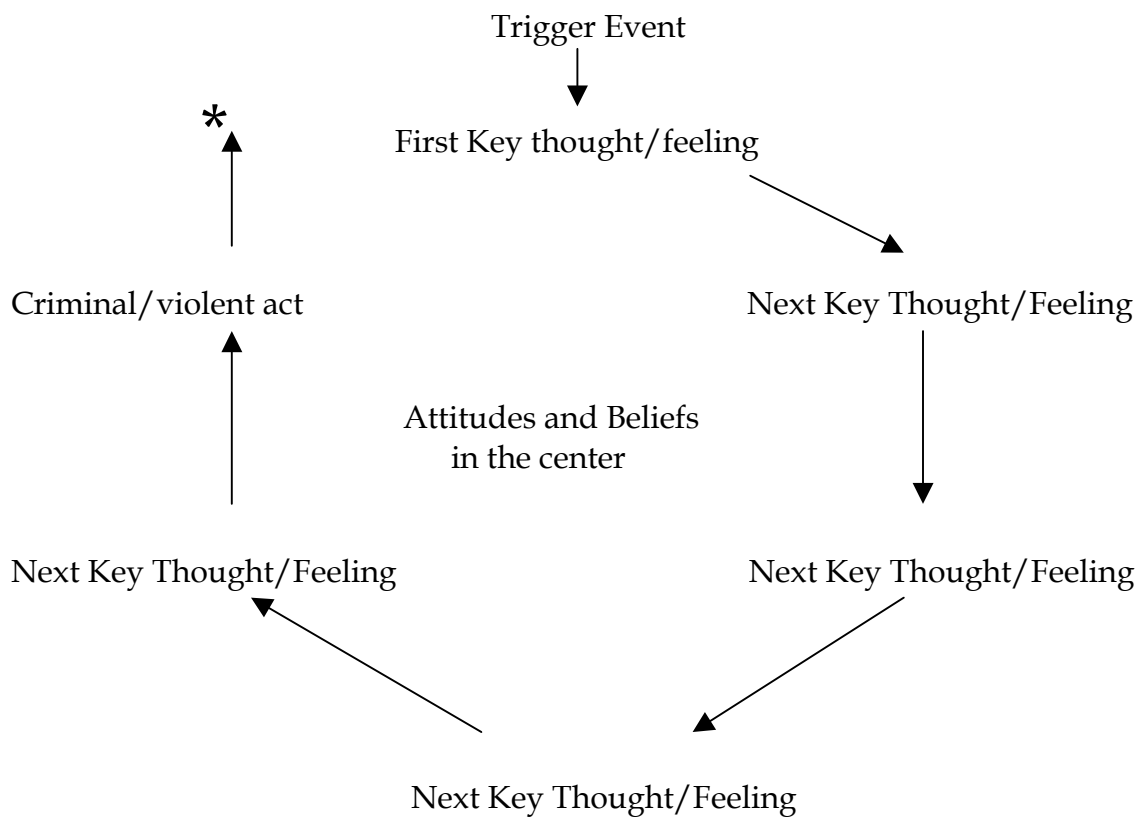 Trigger Event
*
First Key thought/feeling
Criminal/violent act
Next Key Thought/Feeling
Attitudes and Beliefs
in the center
Next Key Thought/Feeling
Next Key Thought/Feeling
Next Key Thought/Feeling